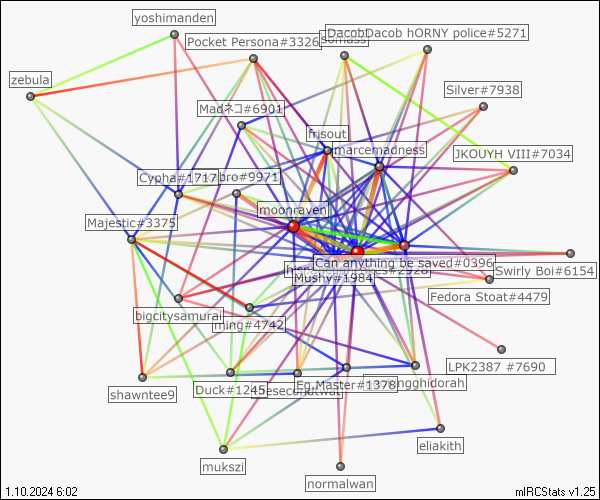 yoshimanden
DacobDacob hORNY police#5271
Pocket Persona#3326
zebula
Silver#7938
Madネコ#6901
frisout
marcemadness
JKOUYH VIII#7034
Cypha#1717
bro#9971
moonraven
Majestic#3375
Can anything be saved#0396
Swirly Boi#6154
Mushy#1984
Fedora Stoat#4479
bigcitysamurai
ming#4742
LPK2387 #7690
Eg Master#1378
shawntee9
Duck#1245
eliakith
mukszi
normalwan
1.10.2024 6:02
mIRCStats v1.25